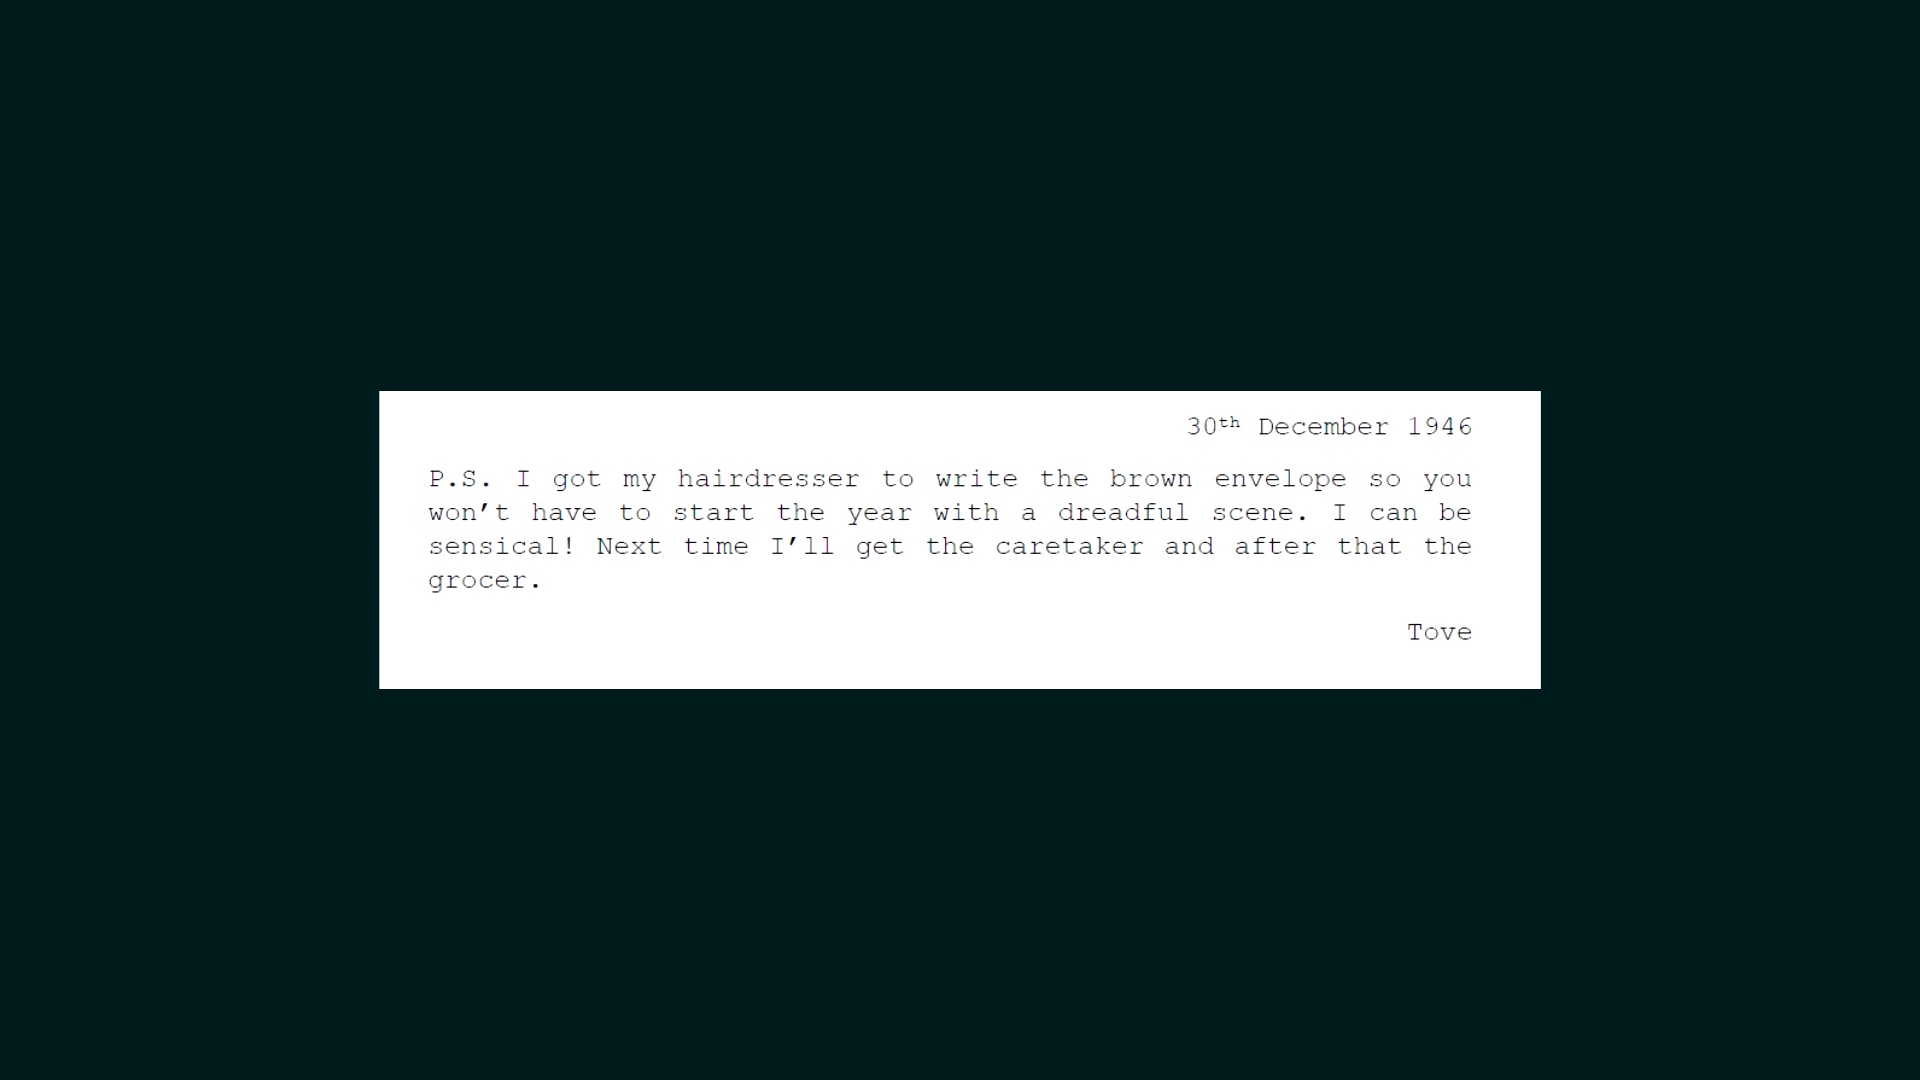 30th December 1946
P.S. I got my hairdresser to write the brown envelope so you
won’t have to start the year with a dreadful scene. I can be
sensical! Next time I’ll get the caretaker and after that the
grocer.
Tove